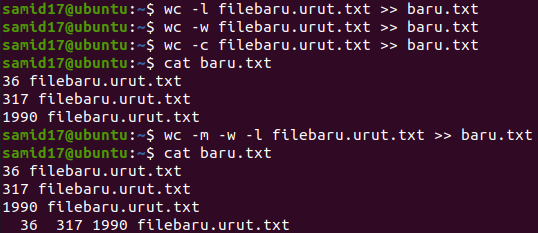 samid17@ubuntu:~$ wc -l filebaru.urut.txt >> baru.txt
samid17@ubuntu:~$ wc -w filebaru.urut.txt >> baru.txt
samid17@ubuntu:~$ wc -c filebaru.urut.txt >> baru.txt
samid17@ubuntu:~$ cat baru.txt
36 filebaru.urut.txt
317 filebaru.urut.txt
1990 filebaru.urut.txt
samid17@ubuntu:~$ wc -m -w -l filebaru.urut.txt >> baru.txt
samid17@ubuntu:~$ cat baru.txt
36 filebaru.urut.txt
317 filebaru.urut.txt
1990 filebaru.urut.txt
  36  317 1990 filebaru.urut.txt